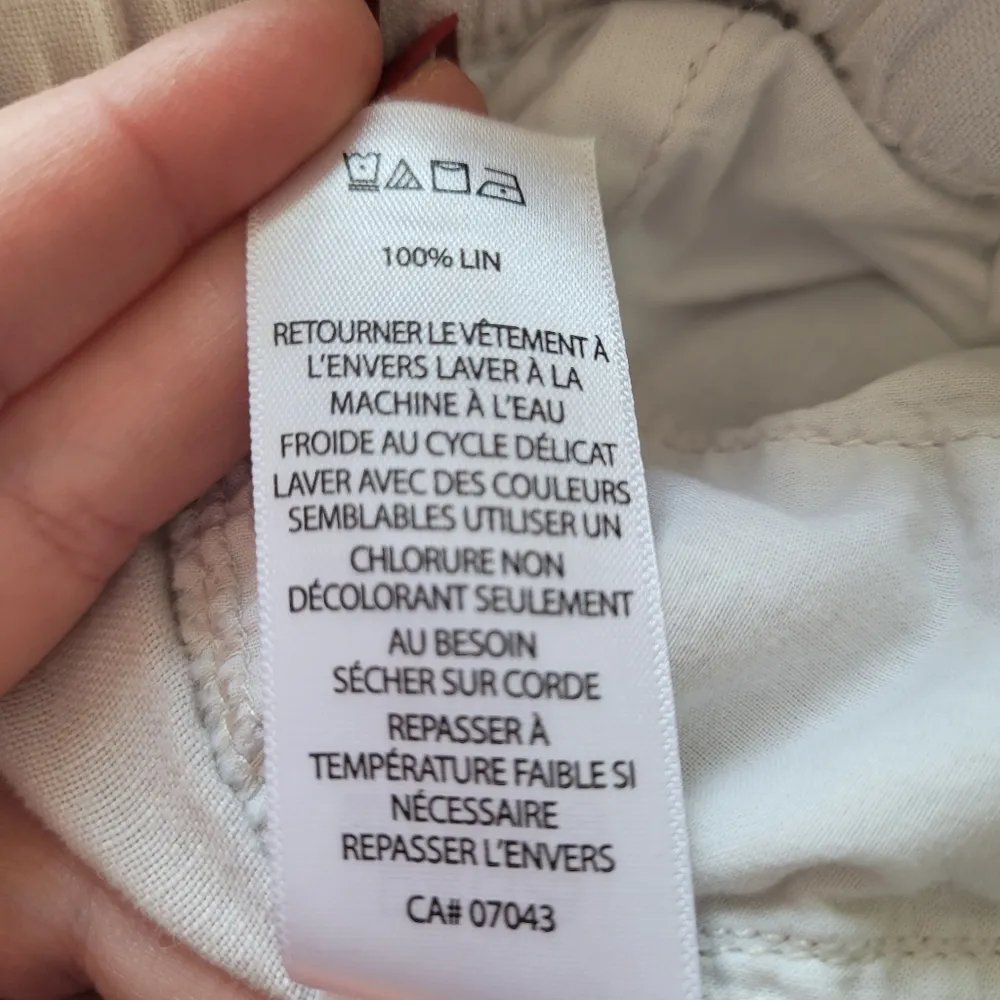 100% LIN
RETOURNER LE VÊTEMENT À
L'ENVERS LAVER À LA
MACHINE À L'EAU
FROIDE AU CYCLE DÉLICAT
LAVER AVEC DES COULEURS
SEMBLABLES UTILISER UN
CHLORURE NON
DÉCOLORANT SEULEMENT
AU BESOIN
SÉCHER SUR CORDE
REPASSER À
TEMPÉRATURE FAIBLE SI
NÉCESSAIRE
REPASSER L'ENVERS
CA# 07043